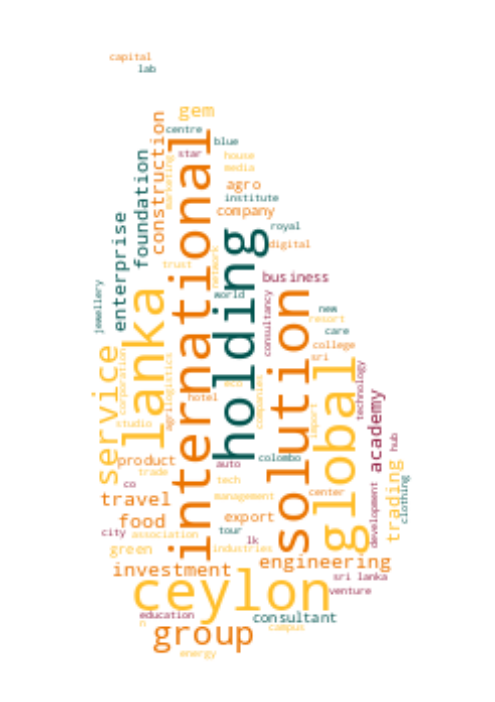 capital
lab
gem
centre
construction
international
blue
star
house
media
marketing
foundation
agro
institute
company
enterprise
royal
digital
holding
trust
network
business
jewellery
lanka
world
consultancy
solution
new
resort
care
college
sri
service
corporation
logistics
agri
eco
companies
hotel
global
technology
academy
studio
import
hub
product
auto
colombo
trade
tech
co
travel
management
center
trading
clothing
development
food
export
city
association
tour
lk
green
industries
engineering
investment
ceylon
sri lanka
venture
education
consultant
n
group
campus
energy